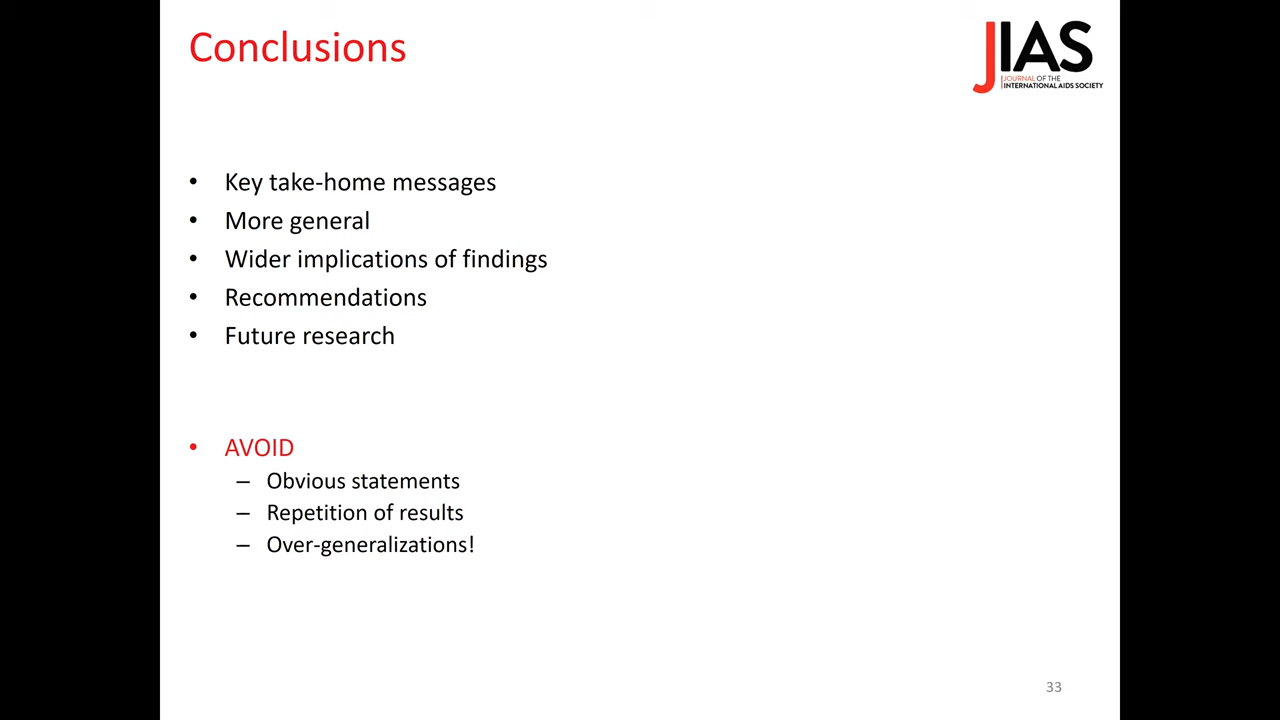 Conclusions
JIAS
JOURNAL OF THE
INTERNATIONAL AIDS SOCIETY
• Key take-home messages
• More general
• Wider implications of findings
• Recommendations
• Future research
• AVOID
– Obvious statements
– Repetition of results
– Over-generalizations!
33